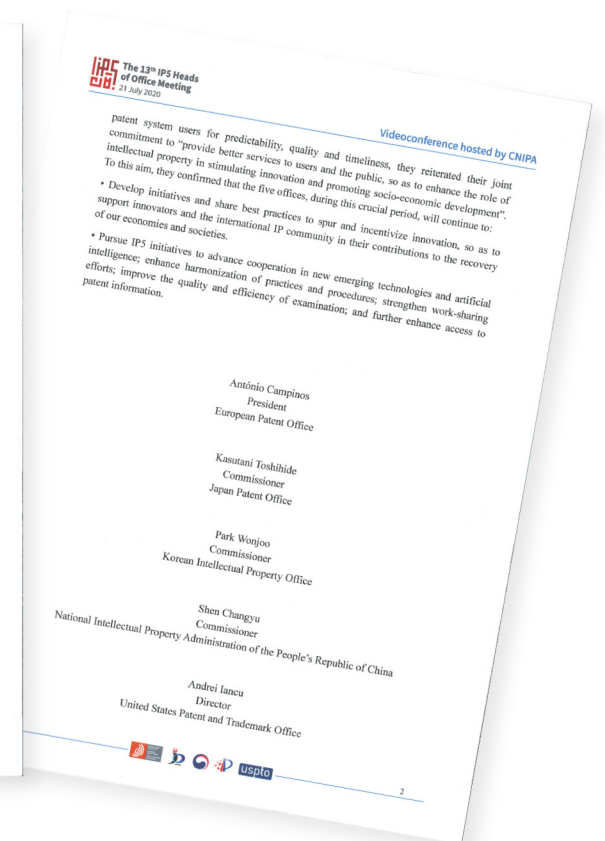 IP5
The 13th IP5 Heads
of Office Meeting
21 July 2020
Videoconference hosted by CNIPA
patent system users for predictability, quality and timeliness, they reiterated their joint
commitment to “provide better services to users and the public, so as to enhance the role of
intellectual property in stimulating innovation and promoting socio-economic development”.
To this aim, they confirmed that the five offices, during this crucial period, will continue to:
• Develop initiatives and share best practices to spur and incentivize innovation, so as to
support innovators and the international IP community in their contributions to the recovery
of our economies and societies.
• Pursue IP5 initiatives to advance cooperation in new emerging technologies and artificial
intelligence; enhance harmonization of practices and procedures; strengthen work-sharing
efforts; improve the quality and efficiency of examination; and further enhance access to
patent information.
António Campinos
President
European Patent Office
Kasutani Toshihide
Commissioner
Japan Patent Office
Park Wonjoo
Commissioner
Korean Intellectual Property Office
Shen Changyu
Commissioner
National Intellectual Property Administration of the People’s Republic of China
Andrei Iancu
Director
United States Patent and Trademark Office
uspto
2